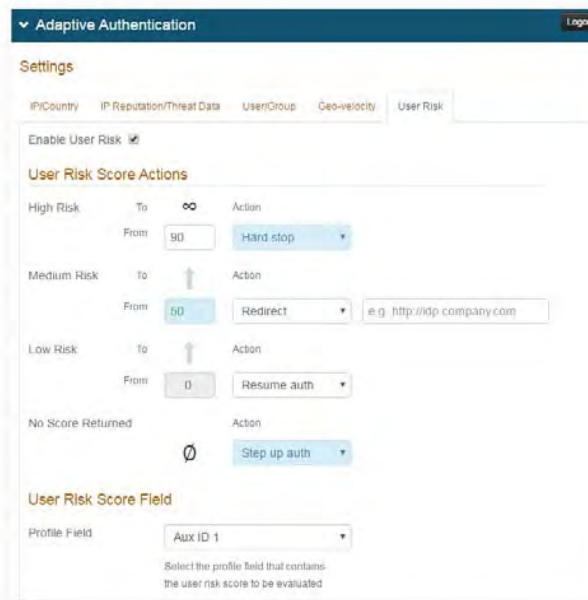 Adaptive Authentication
Logo
Settings
IP/Country IP Reputation/Threat Data User/Group Geo-velocity User Risk
Enable User Risk
User Risk Score Actions
High Risk To ∞ Action
From 90 Hard stop
Medium Risk To Action
From 50 Redirect e.g. http://idp.company.com
Low Risk To Action
From 0 Resume auth
No Score Returned Action
Ø Step up auth
User Risk Score Field
Profile Field Aux ID 1
Select the profile field that contains
the user risk score to be evaluated